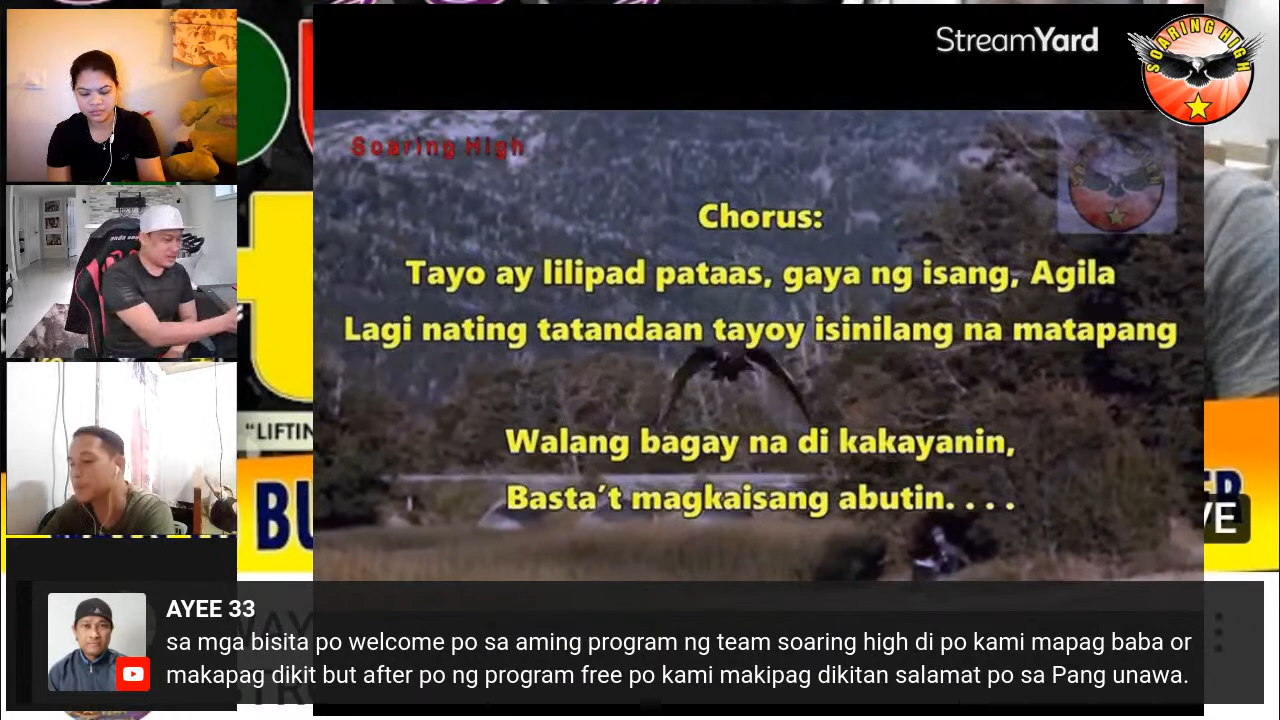 StreamYard
SOARING HIGH
Soaring High
Chorus:
Tayo ay lilipad pataas, gaya ng isang, Agila
Lagi nating tatandaan tayoy isinilang na matapang
Walang bagay na di kakayanin,
Basta't magkaisang abutin. . . .
"LIFTIN
BU
AYEE 33
sa mga bisita po welcome po sa aming program ng team soaring high di po kami mapag baba or
makapag dikit but after po ng program free po kami makipag dikitan salamat po sa Pang unawa.